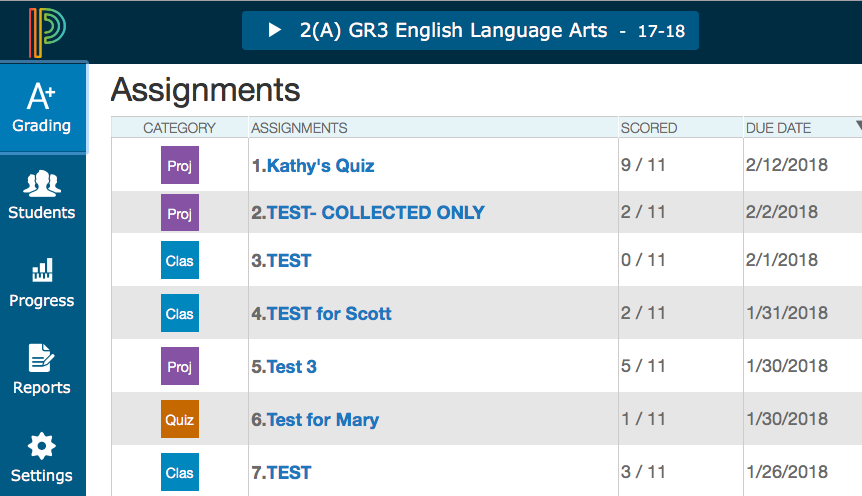 2(A) GR3 English Language Arts - 17-18
A+
Grading
Students
Progress
Reports
Settings
Assignments
CATEGORY ASSIGNMENTS SCORED DUE DATE
Proj 1.Kathy's Quiz 9 / 11 2/12/2018
Proj 2.TEST- COLLECTED ONLY 2 / 11 2/2/2018
Clas 3.TEST 0 / 11 2/1/2018
Clas 4.TEST for Scott 2 / 11 1/31/2018
Proj 5.Test 3 5 / 11 1/30/2018
Quiz 6.Test for Mary 1 / 11 1/30/2018
Clas 7.TEST 3 / 11 1/26/2018